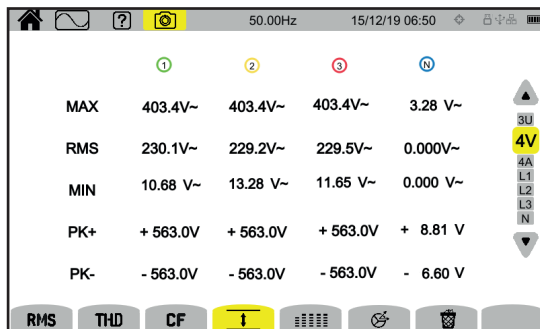 ? 50.00Hz 15/12/19 06:50
1 2 3 N
MAX 403.4V~ 403.4V~ 403.4V~ 3.28 V~
RMS 230.1V~ 229.2V~ 229.5V~ 0.000V~
MIN 10.68 V~ 13.28 V~ 11.65 V~ 0.000 V~
PK+ + 563.0V + 563.0V + 563.0V + 8.81 V
PK- - 563.0V - 563.0V - 563.0V - 6.60 V
3U
4V
4A
L1
L2
L3
N
RMS THD CF